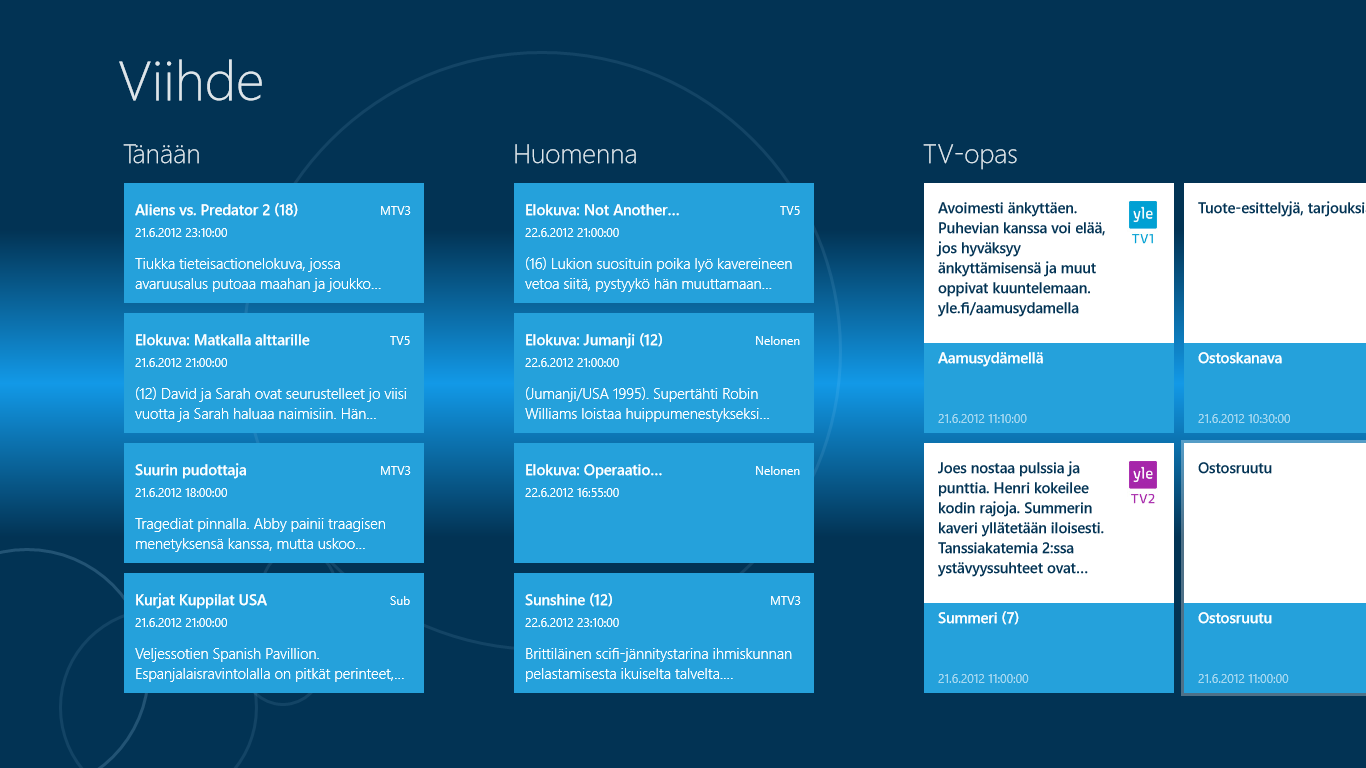 Viihde
Tänään
Aliens vs. Predator 2 (18) MTV3
21.6.2012 23:10:00
Tiukka tieteisactionelokuva, jossa
avaruusalus putoaa maahan ja joukko...
Elokuva: Matkalla alttarille TV5
21.6.2012 21:00:00
(12) David ja Sarah ovat seurustelleet jo viisi
vuotta ja Sarah haluaa naimisiin. Hän...
Suurin pudottaja MTV3
21.6.2012 18:00:00
Tragediat pinnalla. Abby painii traagisen
menetyksensä kanssa, mutta uskoo...
Kurjat Kuppilat USA Sub
21.6.2012 21:00:00
Veljessotien Spanish Pavillion.
Espanjalaisravintolalla on pitkät perinteet,...
Huomenna
Elokuva: Not Another... TV5
22.6.2012 21:00:00
(16) Lukion suosituin poika lyö kavereineen
vetoa siitä, pystyykö hän muuttamaan...
Elokuva: Jumanji (12) Nelonen
22.6.2012 21:00:00
(Jumanji/USA 1995). Supertähti Robin
Williams loistaa huippumenestykseksi...
Elokuva: Operaatio... Nelonen
22.6.2012 16:55:00
Sunshine (12) MTV3
22.6.2012 23:10:00
Brittiläinen scifi-jännitystarina ihmiskunnan
pelastamisesta ikuiselta talvelta....
TV-opas
Avoimesti änkyttäen.
Puhevian kanssa voi elää,
jos hyväksyy
änkyttämisensä ja muut
oppivat kuuntelemaan.
yle.fi/aamusydamella
yle
TV1
Aamusydämellä
21.6.2012 11:10:00
Joes nostaa pulssia ja
punttia. Henri kokeilee
kodin rajoja. Summerin
kaveri yllätetään iloisesti.
Tanssiakatemia 2:ssa
ystävyyssuhteet ovat...
yle
TV2
Summeri (7)
21.6.2012 11:00:00
Tuote-esittelyjä, tarjouksi
Ostoskanava
21.6.2012 10:30:00
Ostosruutu
Ostosruutu
21.6.2012 11:00:00